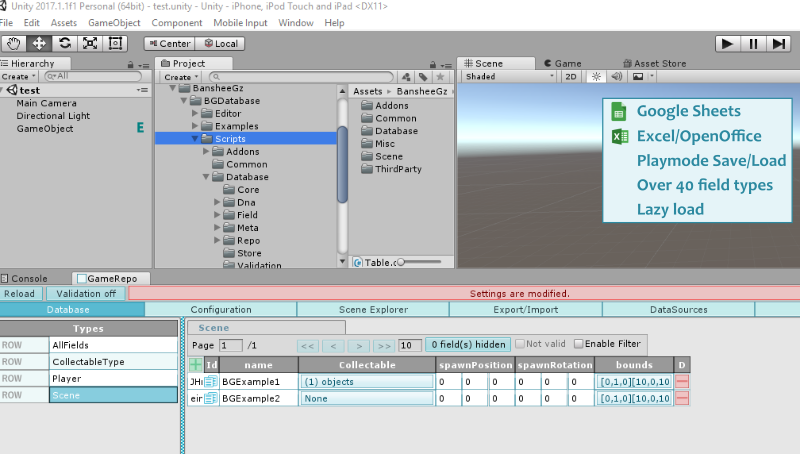 Unity 2017.1.1f1 Personal (64bit) - test.unity - Unity - iPhone, iPod Touch and iPad <DX11>
File Edit Assets GameObject Component Mobile Input Window Help
Center Local
Hierarchy
Create All
test
Main Camera
Directional Light
GameObject E
Project
Create
BansheeGz
BGDatabase
Editor
Examples
Scripts
Addons
Common
Database
Core
Dna
Field
Meta
Repo
Store
Validation
Assets BansheeGz
Addons
Common
Database
Misc
Scene
ThirdParty
Table.c
Scene Game Asset Store
Shaded 2D
Google Sheets
Excel/OpenOffice
Playmode Save/Load
Over 40 field types
Lazy load
Console GameRepo
Reload Validation off Settings are modified.
Database Configuration Scene Explorer Export/Import DataSources
Types
ROW AllFields
ROW CollectableType
ROW Player
ROW Scene
Scene
Page 1 /1 << < > >> 10 0 field(s) hidden Not valid Enable Filter
Id name Collectable spawnPosition spawnRotation bounds D
BGExample1 (1) objects 0 0 0 0 0 0 [0,1,0][10,0,10
eir BGExample2 None 0 0 0 0 0 0 [0,1,0][10,0,10